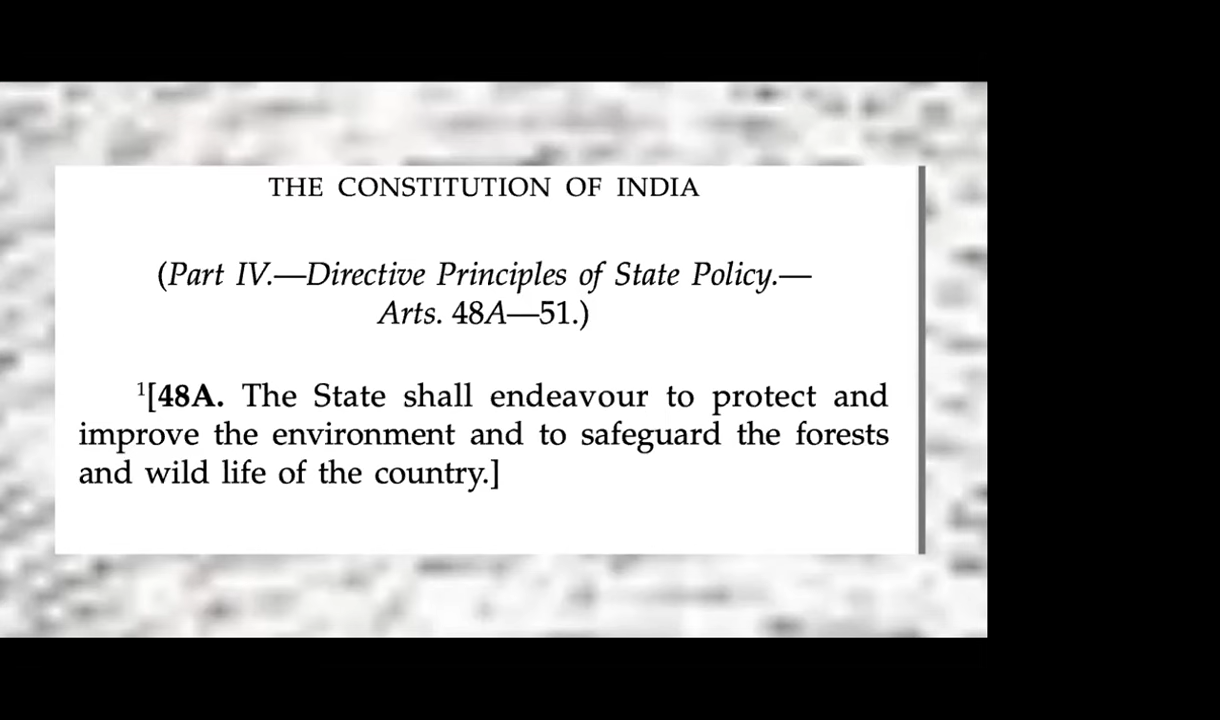 THE CONSTITUTION OF INDIA
(Part IV.—Directive Principles of State Policy.—
Arts. 48A—51.)
¹[48A. The State shall endeavour to protect and
improve the environment and to safeguard the forests
and wild life of the country.]